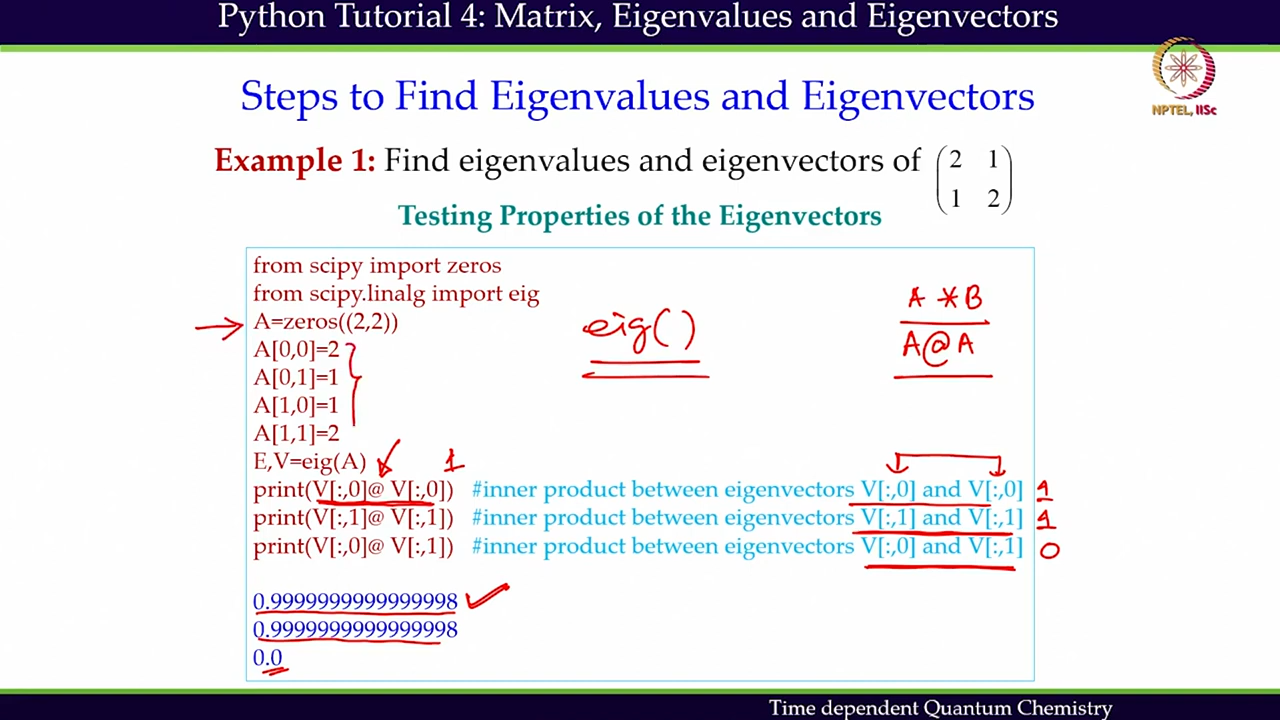 Python Tutorial 4: Matrix, Eigenvalues and Eigenvectors
NPTEL, IISc
Steps to Find Eigenvalues and Eigenvectors
Example 1: Find eigenvalues and eigenvectors of (2 1
1 2)
Testing Properties of the Eigenvectors
from scipy import zeros
from scipy.linalg import eig
A=zeros((2,2))
A[0,0]=2
A[0,1]=1
A[1,0]=1
A[1,1]=2
eig()
A * B
A@A
E,V=eig(A) 1
print(V[:,0]@ V[:,0]) #inner product between eigenvectors V[:,0] and V[:,0] 1
print(V[:,1]@ V[:,1]) #inner product between eigenvectors V[:,1] and V[:,1] 1
print(V[:,0]@ V[:,1]) #inner product between eigenvectors V[:,0] and V[:,1] 0
0.9999999999999998
0.9999999999999998
0.0
Time dependent Quantum Chemistry